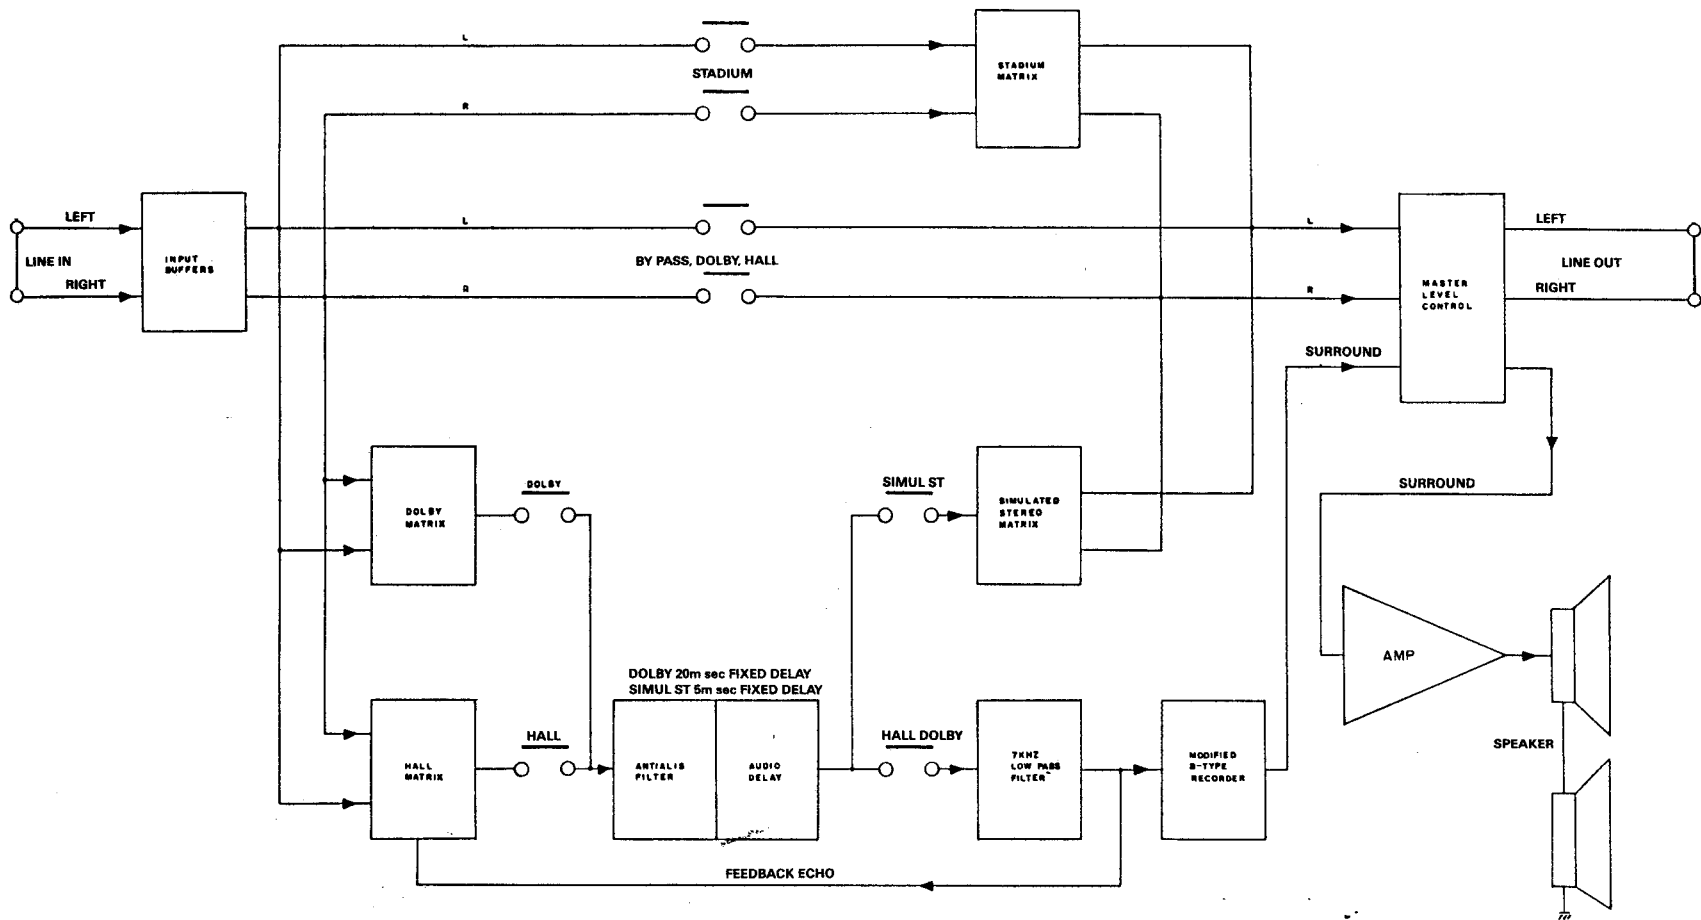 L
STADIUM
R
STADIUM
MATRIX
LEFT
LINE IN
RIGHT
INPUT
BUFFERS
L
BY PASS, DOLBY, HALL
R
L
R
MASTER
LEVEL
CONTROL
LEFT
LINE OUT
RIGHT
SURROUND
SURROUND
DOLBY
MATRIX
DOLBY
SIMUL ST
SIMULATED
STEREO
MATRIX
AMP
SPEAKER
DOLBY 20m sec FIXED DELAY
SIMUL ST 5m sec FIXED DELAY
HALL
MATRIX
HALL
ANTIALIS
FILTER
AUDIO
DELAY
HALL DOLBY
7KHZ
LOW PASS
FILTER
MODIFIED
B-TYPE
RECORDER
FEEDBACK ECHO